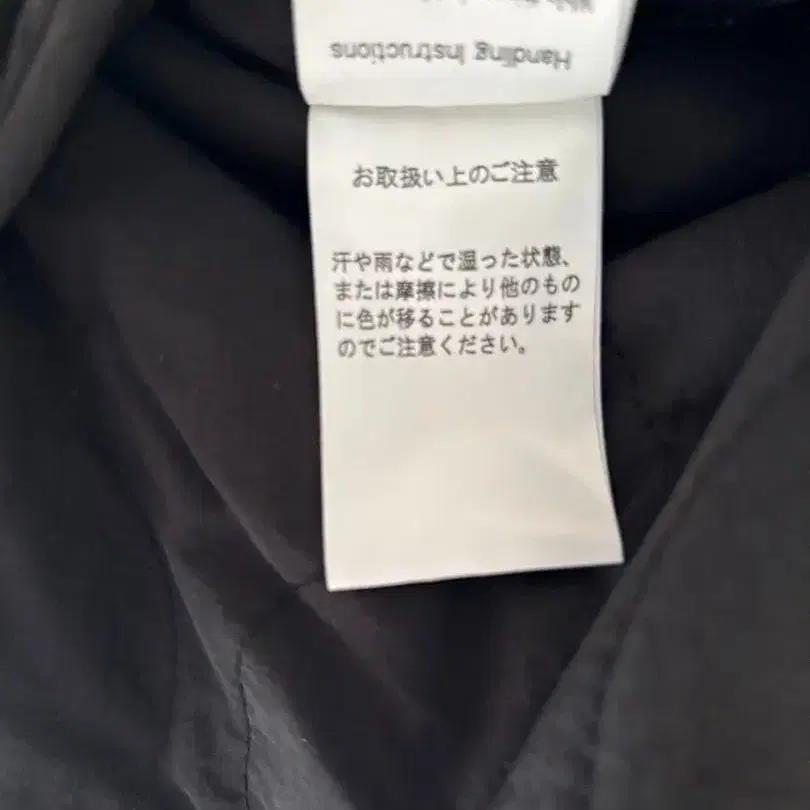 Handling Instructions
お取扱い上のご注意
汗や雨などで湿った状態、
または摩擦により他のもの
に色が移ることがあります
のでご注意ください。